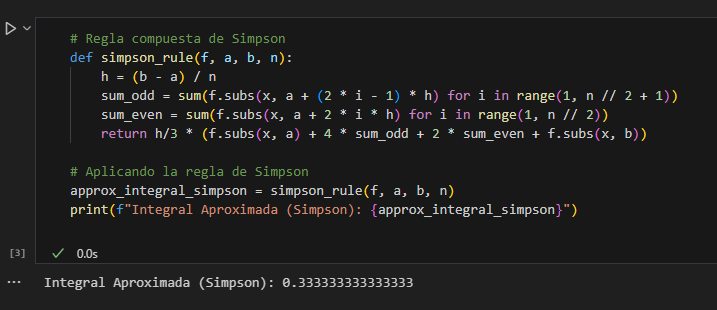 # Regla compuesta de Simpson
def simpson_rule(f, a, b, n):
    h = (b - a) / n
    sum_odd = sum(f.subs(x, a + (2 * i - 1) * h) for i in range(1, n // 2 + 1))
    sum_even = sum(f.subs(x, a + 2 * i * h) for i in range(1, n // 2))
    return h/3 * (f.subs(x, a) + 4 * sum_odd + 2 * sum_even + f.subs(x, b))
# Aplicando la regla de Simpson
approx_integral_simpson = simpson_rule(f, a, b, n)
print(f"Integral Aproximada (Simpson): {approx_integral_simpson}")
[3] 0.0s
... Integral Aproximada (Simpson): 0.333333333333333